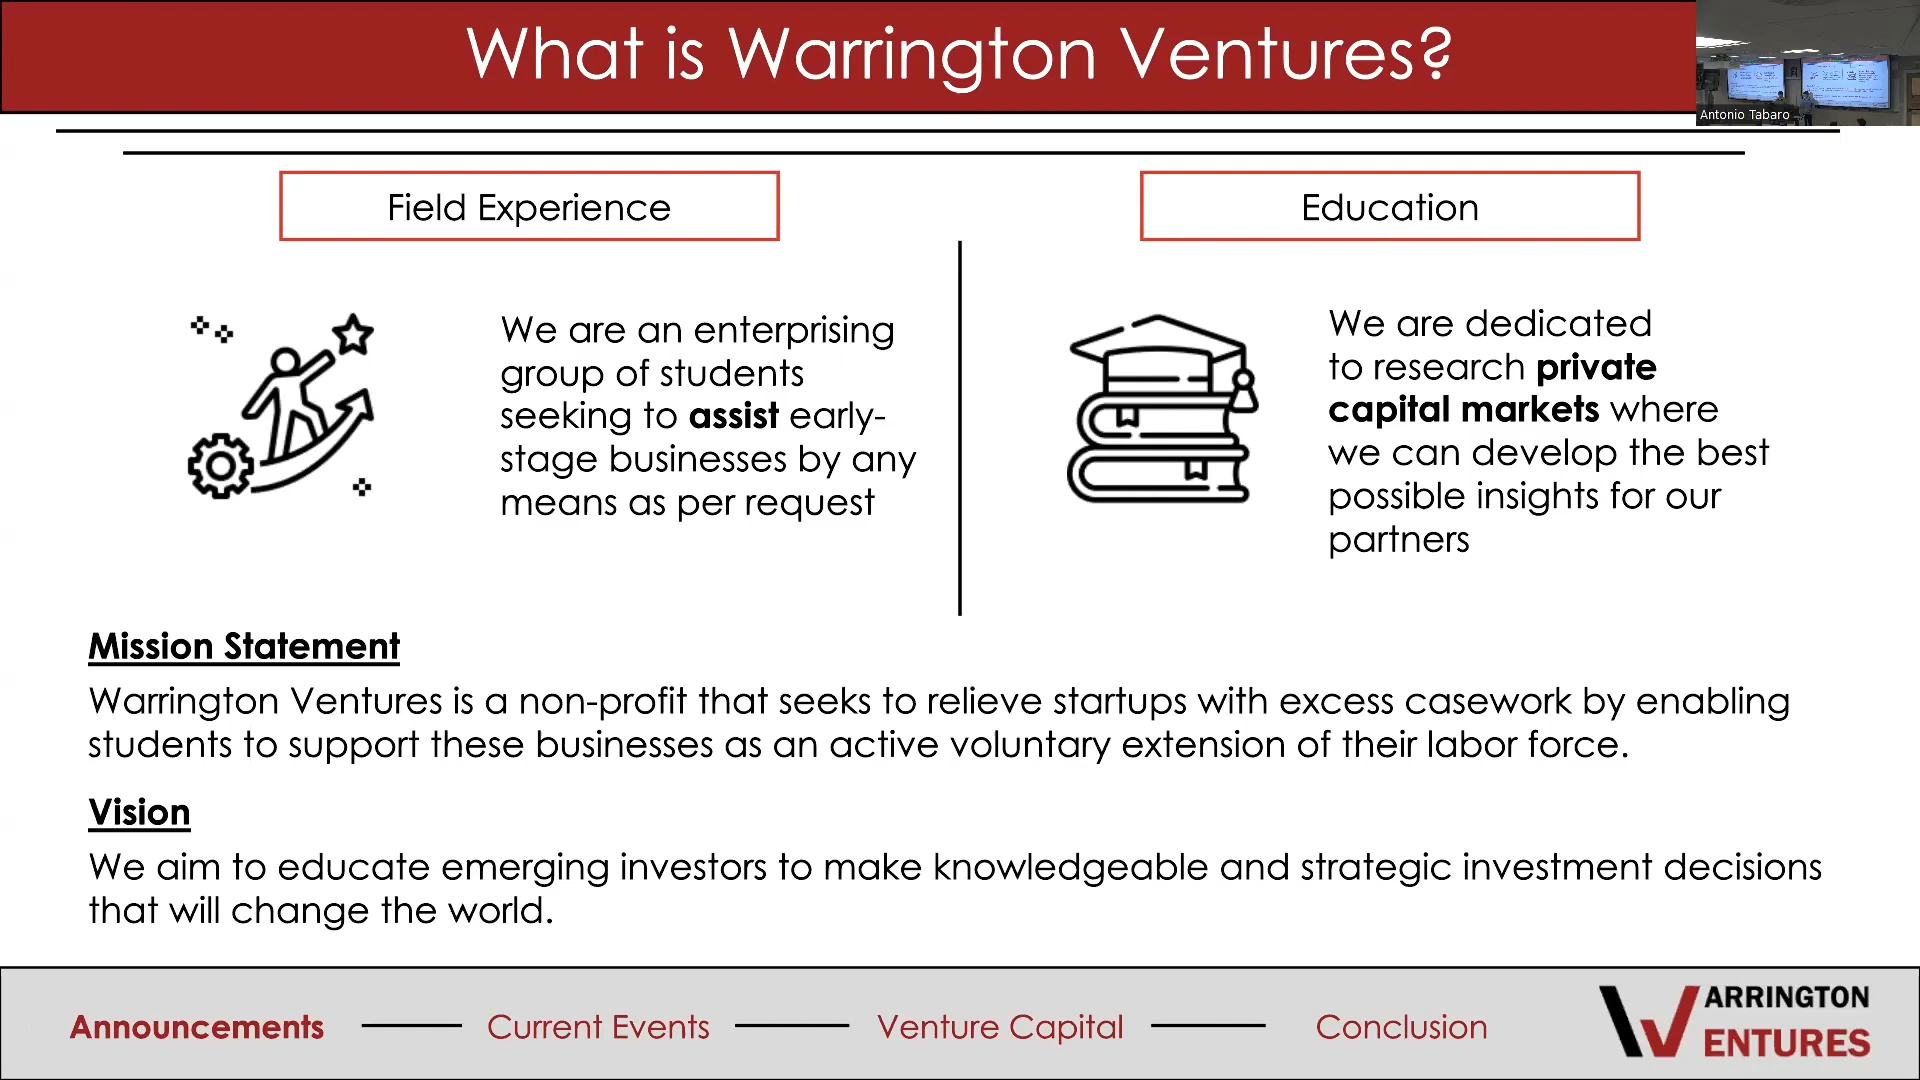 What is Warrington Ventures?
Antonio Tabaro
Field Experience
We are an enterprising
group of students
seeking to assist early-
stage businesses by any
means as per request
Education
We are dedicated
to research private
capital markets where
we can develop the best
possible insights for our
partners
Mission Statement
Warrington Ventures is a non-profit that seeks to relieve startups with excess casework by enabling
students to support these businesses as an active voluntary extension of their labor force.
Vision
We aim to educate emerging investors to make knowledgeable and strategic investment decisions
that will change the world.
Announcements
Current Events
Venture Capital
Conclusion
WARRINGTON
VENTURES